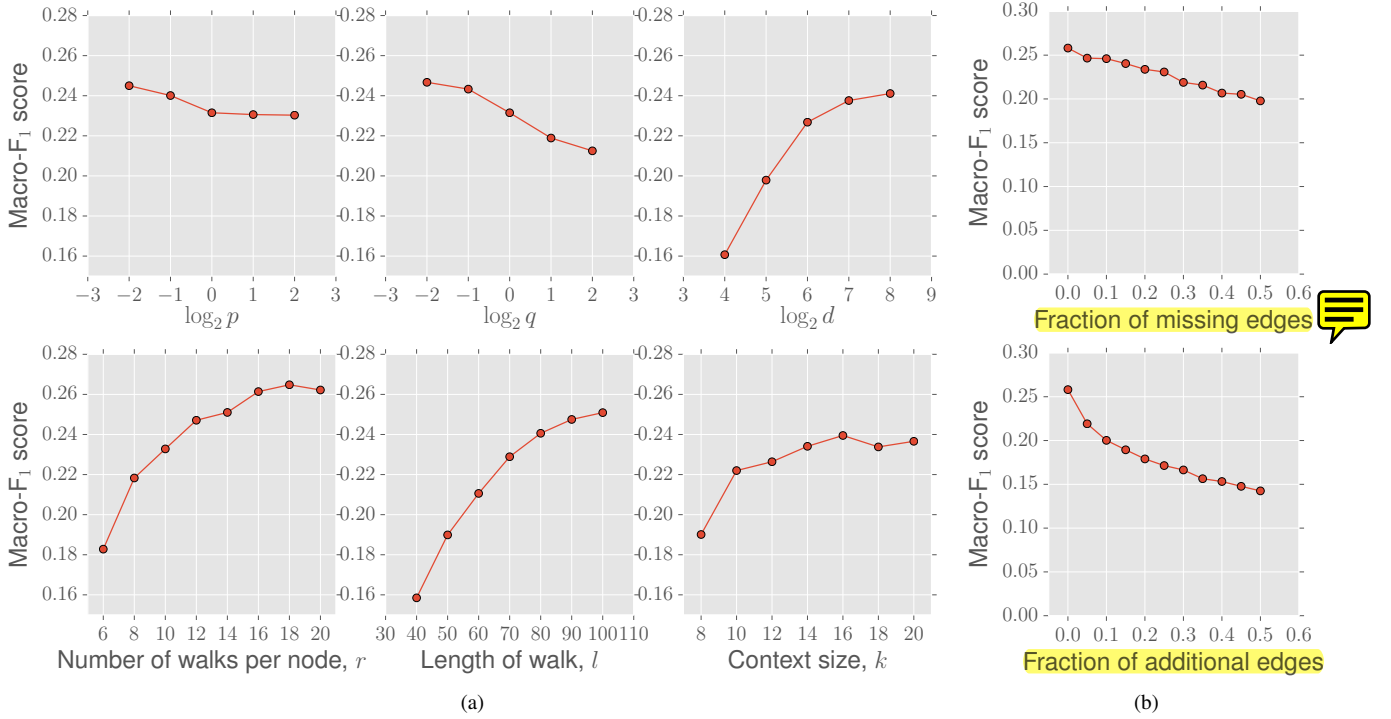 0.28 0.26 0.24 0.22 0.20 0.18 0.16
Macro-F₁ score
−3 −2 −1 0 1 2 3
log₂ p
0.28 0.26 0.24 0.22 0.20 0.18 0.16
−3 −2 −1 0 1 2 3
log₂ q
0.28 0.26 0.24 0.22 0.20 0.18 0.16
3 4 5 6 7 8 9
log₂ d
0.30 0.25 0.20 0.15 0.10 0.05 0.00
Macro-F₁ score
0.0 0.1 0.2 0.3 0.4 0.5 0.6
Fraction of missing edges
0.28 0.26 0.24 0.22 0.20 0.18 0.16
Macro-F₁ score
6 8 10 12 14 16 18 20
Number of walks per node, r
0.28 0.26 0.24 0.22 0.20 0.18 0.16
30 40 50 60 70 80 90 100 110
Length of walk, l
0.28 0.26 0.24 0.22 0.20 0.18 0.16
8 10 12 14 16 18 20
Context size, k
0.30 0.25 0.20 0.15 0.10 0.05 0.00
Macro-F₁ score
0.0 0.1 0.2 0.3 0.4 0.5 0.6
Fraction of additional edges
(a)
(b)